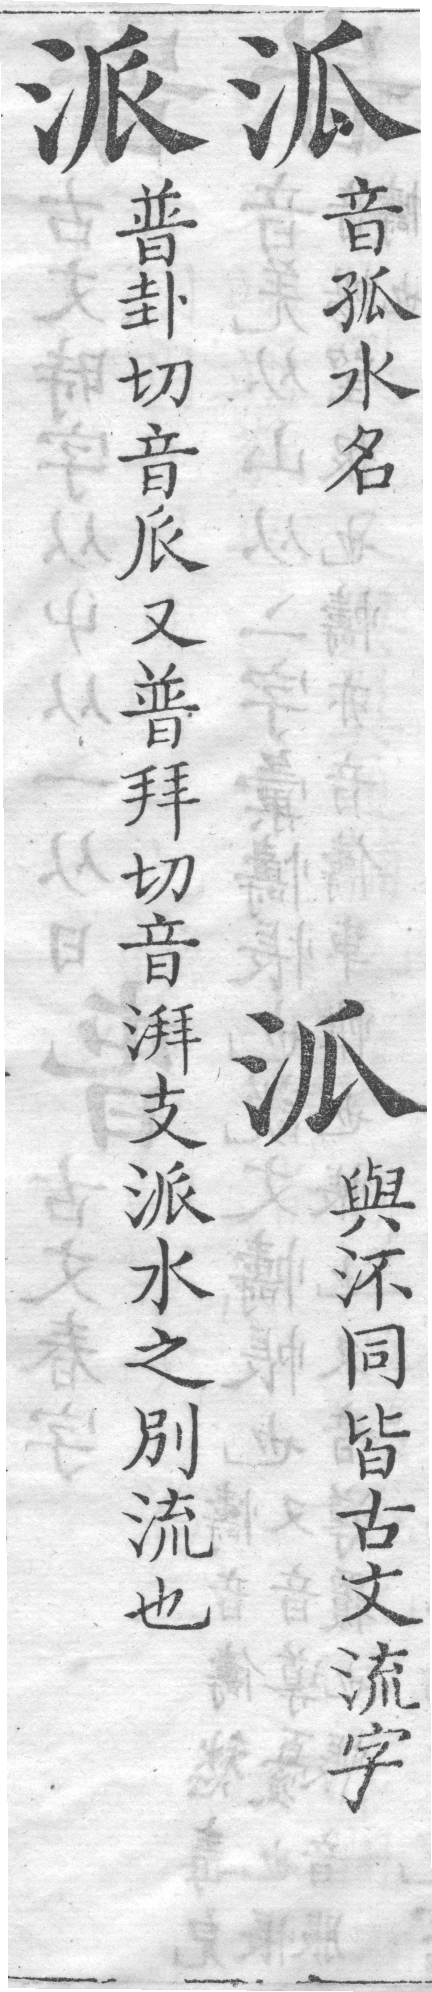 泒音孤水名
與同皆古文流字
派普卦切音𠂢又普拜切音湃支派水之別流也